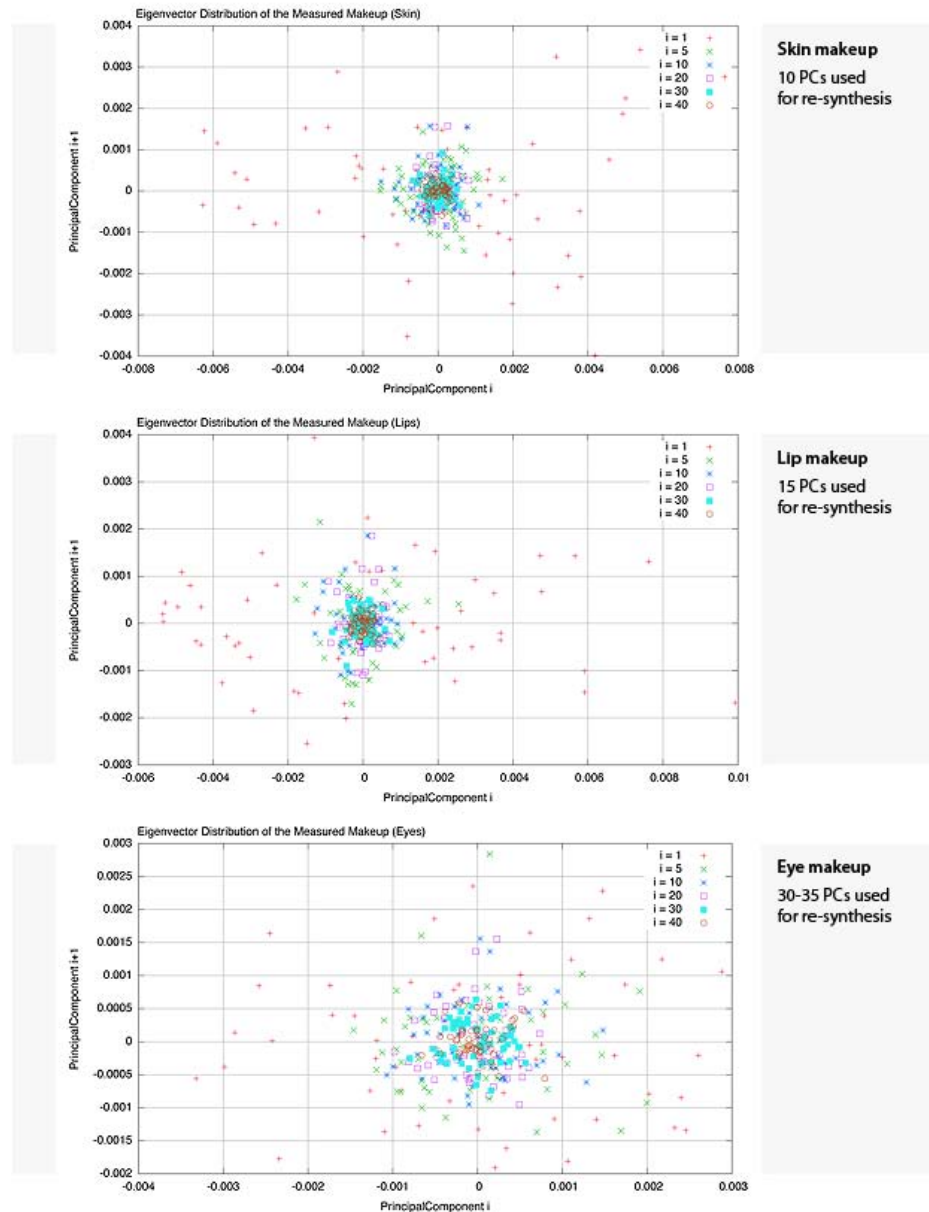 Eigenvector Distribution of the Measured Makeup (Skin)
0.004
0.003
0.002
0.001
0
-0.001
-0.002
-0.003
-0.004
PrincipalComponent i+1
i = 1
i = 5
i = 10
i = 20
i = 30
i = 40
-0.008 -0.006 -0.004 -0.002 0 0.002 0.004 0.006 0.008
PrincipalComponent i
Skin makeup
10 PCs used
for re-synthesis
Eigenvector Distribution of the Measured Makeup (Lips)
0.004
0.003
0.002
0.001
0
-0.001
-0.002
-0.003
PrincipalComponent i+1
i = 1
i = 5
i = 10
i = 20
i = 30
i = 40
-0.006 -0.004 -0.002 0 0.002 0.004 0.006 0.008 0.01
PrincipalComponent i
Lip makeup
15 PCs used
for re-synthesis
Eigenvector Distribution of the Measured Makeup (Eyes)
0.003
0.0025
0.002
0.0015
0.001
0.0005
0
-0.0005
-0.001
-0.0015
-0.002
PrincipalComponent i+1
i = 1
i = 5
i = 10
i = 20
i = 30
i = 40
-0.004 -0.003 -0.002 -0.001 0 0.001 0.002 0.003
PrincipalComponent i
Eye makeup
30-35 PCs used
for re-synthesis